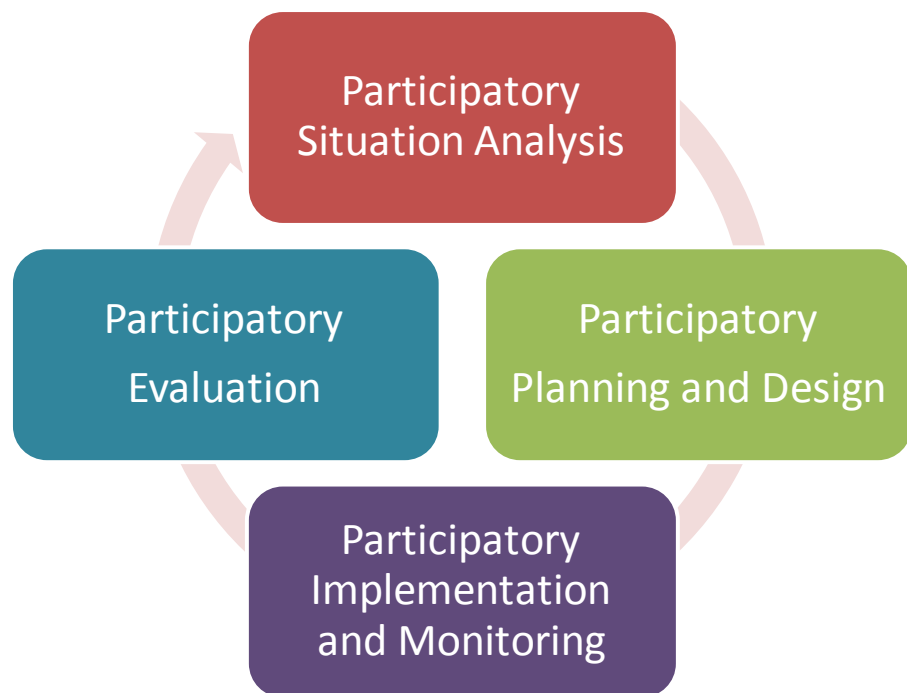 Participatory
Situation Analysis
Participatory
Planning and Design
Participatory
Implementation
and Monitoring
Participatory
Evaluation